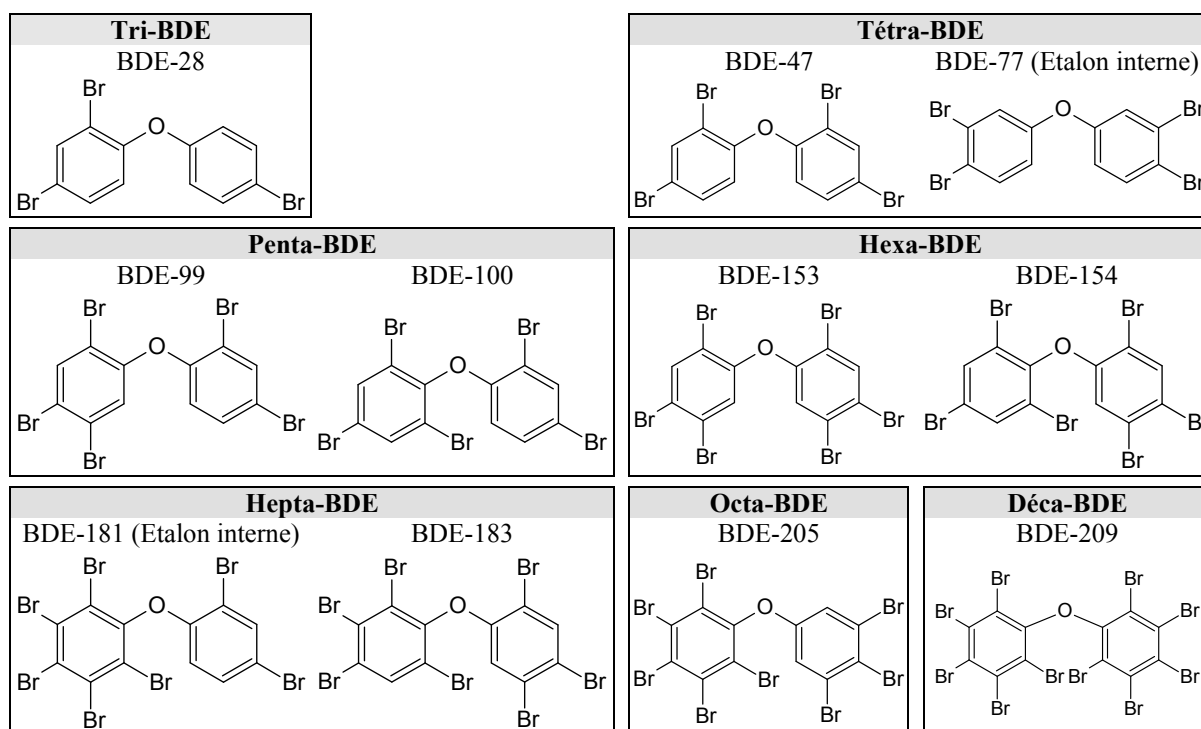 Tri-BDE
BDE-28
Br
O
Br Br
Tétra-BDE
BDE-47
Br Br
O
Br Br
BDE-77 (Etalon interne)
Br O Br
Br Br
Penta-BDE
BDE-99
Br Br
O
Br Br
Br
BDE-100
Br Br
O
Br Br Br
Hexa-BDE
BDE-153
Br Br
O
Br Br
Br Br
BDE-154
Br Br
O
Br Br Br
Br
Hepta-BDE
BDE-181 (Etalon interne)
Br Br
Br O
Br Br Br
Br
BDE-183
Br Br
Br O
Br Br Br
Br
Octa-BDE
BDE-205
Br
Br O Br
Br Br Br
Br Br
Déca-BDE
BDE-209
Br Br
Br O Br
Br Br Br Br
Br Br